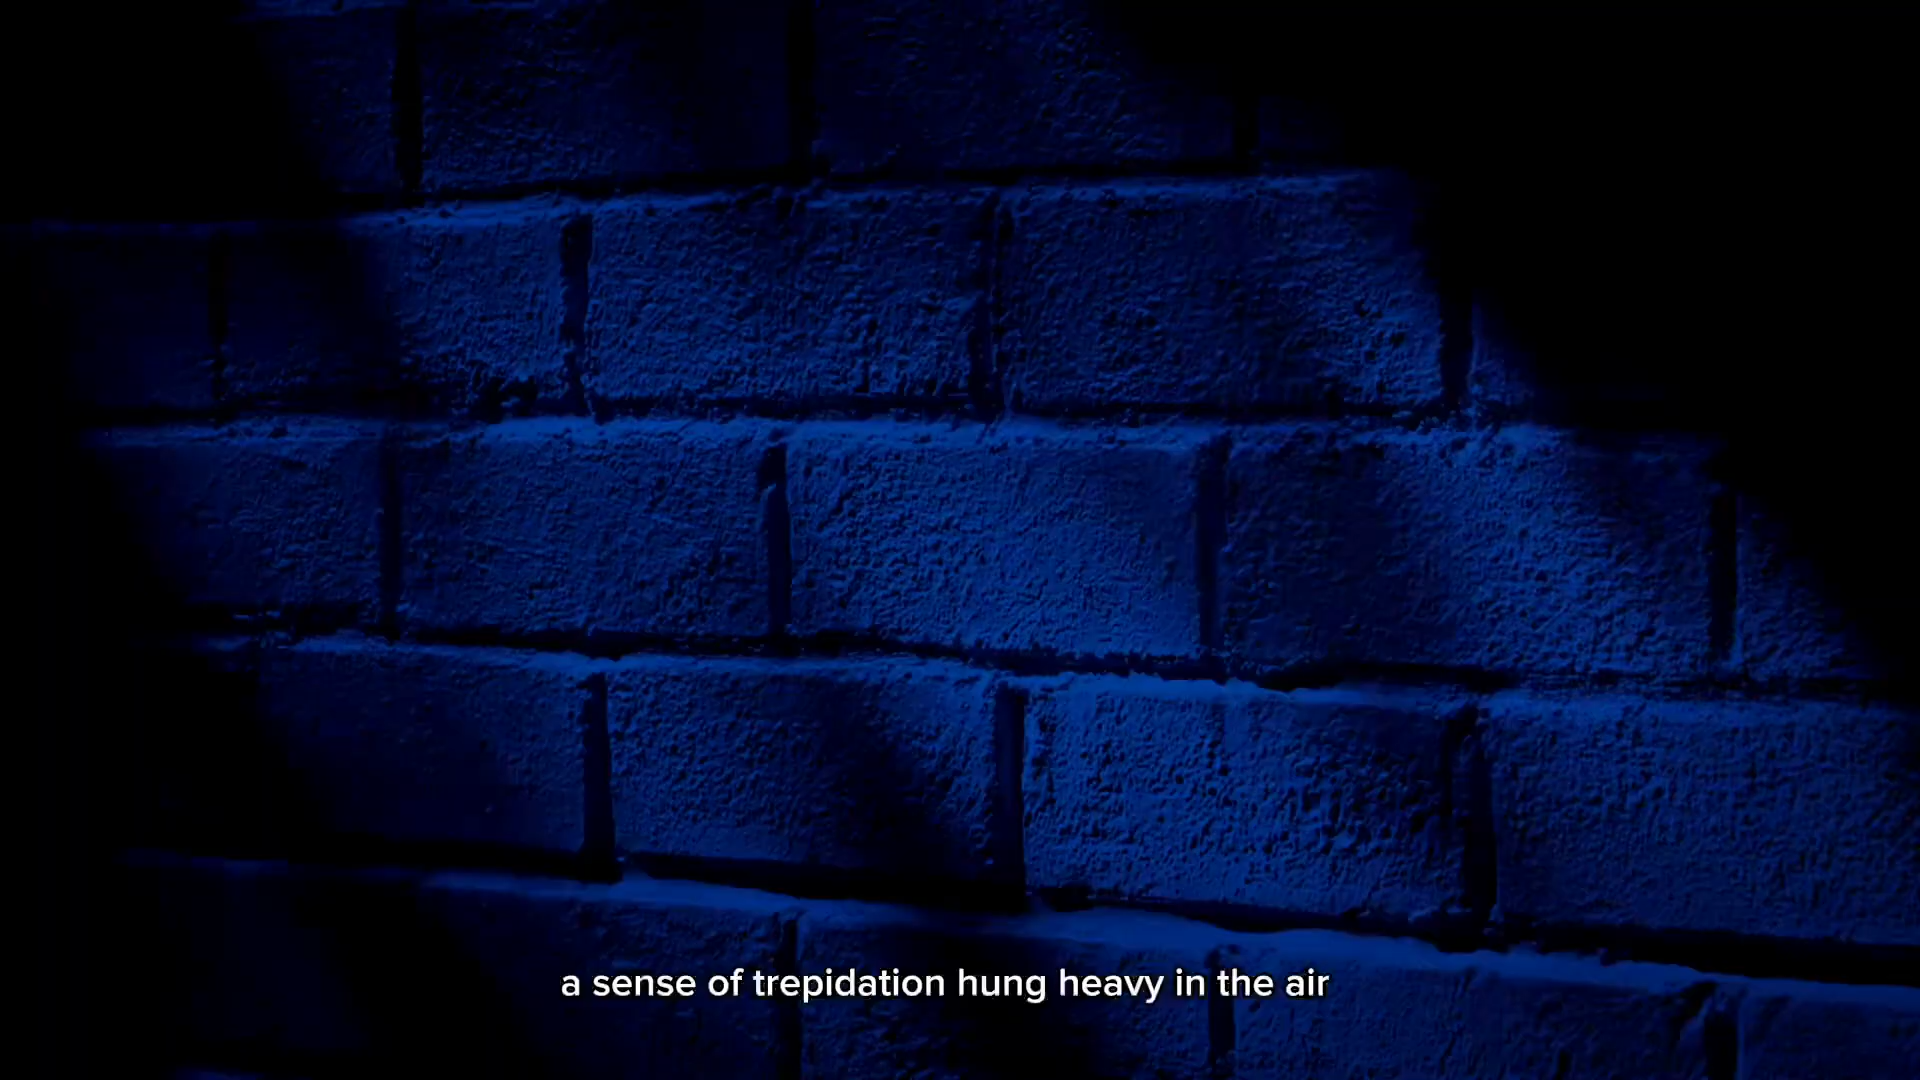 a sense of trepidation hung heavy in the air